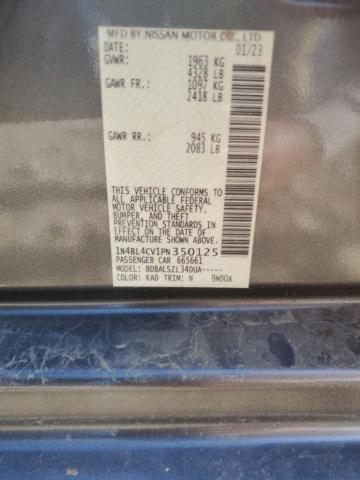 MFD BY NISSAN MOTOR CO., LTD.
DATE: 01/23
GVWR: 1963 KG
4328 LB
GAWR FR.: 1097 KG
2418 LB
GAWR RR.: 945 KG
2083 LB
THIS VEHICLE CONFORMS TO
ALL APPLICABLE FEDERAL
MOTOR VEHICLE SAFETY,
BUMPER, AND THEFT
PREVENTION STANDARDS
IN EFFECT ON THE DATE OF
MANUFACTURE SHOWN ABOVE.
1N4BL4CV1PN350125
PASSENGER CAR 665661
MODEL: BDBALSZL34DUA-----
COLOR: KAD TRIM: N 9W00A